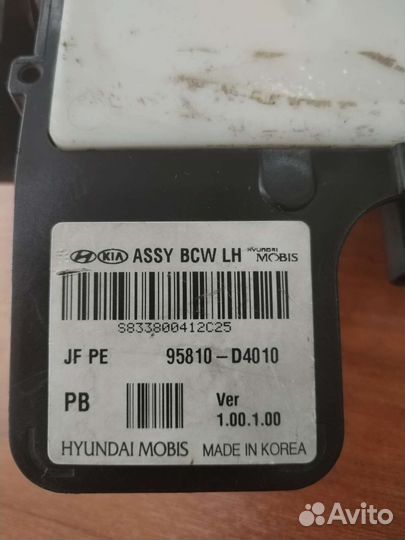 KIA ASSY BCW LH HYUNDAI MOBIS
S833800412C25
JF PE 95810-D4010
PB Ver
1.00.1.00
HYUNDAI MOBIS MADE IN KOREA
Avito